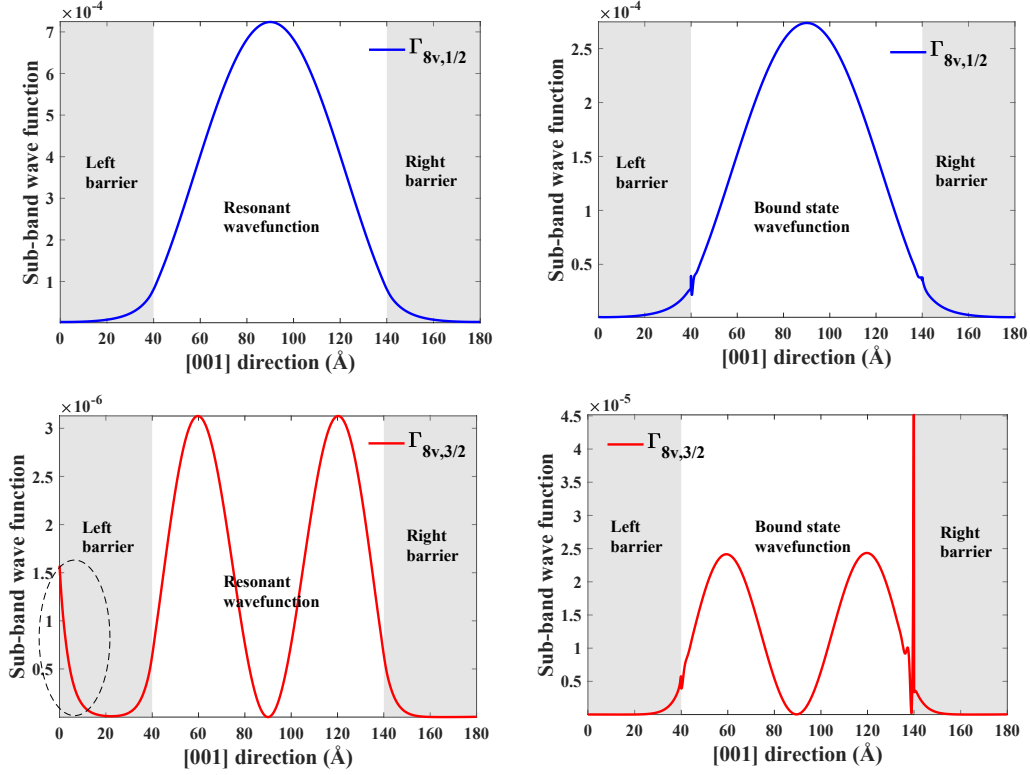 ×10⁻⁴
Sub-band wave function
7
6
5
4
3
2
1
Γ8v,1/2
Left
barrier
Right
barrier
Resonant
wavefunction
0 20 40 60 80 100 120 140 160 180
[001] direction (Å)
×10⁻⁴
Sub-band wave function
2.5
2
1.5
1
0.5
Γ8v,1/2
Left
barrier
Right
barrier
Bound state
wavefunction
0 20 40 60 80 100 120 140 160 180
[001] direction (Å)
×10⁻⁶
Sub-band wave function
3
2.5
2
1.5
1
0.5
Γ8v,3/2
Left
barrier
Right
barrier
Resonant
wavefunction
0 20 40 60 80 100 120 140 160 180
[001] direction (Å)
×10⁻⁵
Sub-band wave function
4.5
4
3.5
3
2.5
2
1.5
1
0.5
Γ8v,3/2
Left
barrier
Bound state
wavefunction
Right
barrier
0 20 40 60 80 100 120 140 160 180
[001] direction (Å)